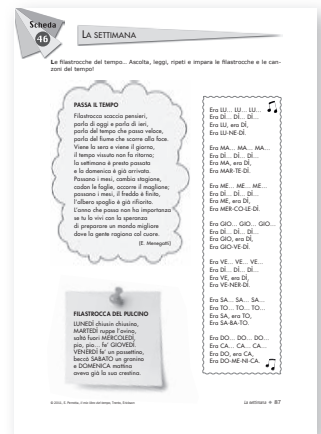 Scheda
46
LA SETTIMANA
Le filastrocche del tempo... Ascolta, leggi, ripeti e impara le filastrocche e le can-
zoni del tempo!
PASSA IL TEMPO
Filastrocca scaccia pensieri,
parla di oggi e parla di ieri,
parla del tempo che passa veloce,
parla del fiume che scorre alla foce.
Viene la sera e viene il giorno,
il tempo vissuto non fa ritorno;
la settimana è presto passata
e la domenica è già arrivata.
Passano i mesi, cambia stagione,
cadon le foglie, occorre il maglione;
passano i mesi, il freddo è finito,
l'albero spoglio è già rifiorito.
L'anno che passa non ha importanza
se tu lo vivi con la speranza
di preparare un mondo migliore
dove la gente ragiona col cuore.
(E. Menegatti)
FILASTROCCA DEL PULCINO
LUNEDÌ chiusin chiusino,
MARTEDÌ ruppe l'ovino,
saltò fuori MERCOLEDÌ,
pio, pio... fe' GIOVEDÌ.
VENERDÌ fe' un passettino,
beccò SABATO un granino
e DOMENICA mattina
aveva già la sua crestina.
Era LU... LU... LU...
Era DÌ... DÌ... DÌ...
Era LU, era DÌ,
Era LU-NE-DÌ.
Era MA... MA... MA...
Era DÌ... DÌ... DÌ...
Era MA, era DÌ,
Era MAR-TE-DÌ.
Era ME... ME... ME...
Era DÌ... DÌ... DÌ...
Era ME, era DÌ,
Era MER-CO-LE-DÌ.
Era GIO... GIO... GIO...
Era DÌ... DÌ... DÌ...
Era GIO, era DÌ,
Era GIO-VE-DÌ.
Era VE... VE... VE...
Era DÌ... DÌ... DÌ...
Era VE, era DÌ,
Era VE-NER-DÌ.
Era SA... SA... SA...
Era TO... TO... TO...
Era SA, era TO,
Era SA-BA-TO.
Era DO... DO... DO...
Era CA... CA... CA...
Era DO, era CA,
Era DO-ME-NI-CA.
La settimana
87